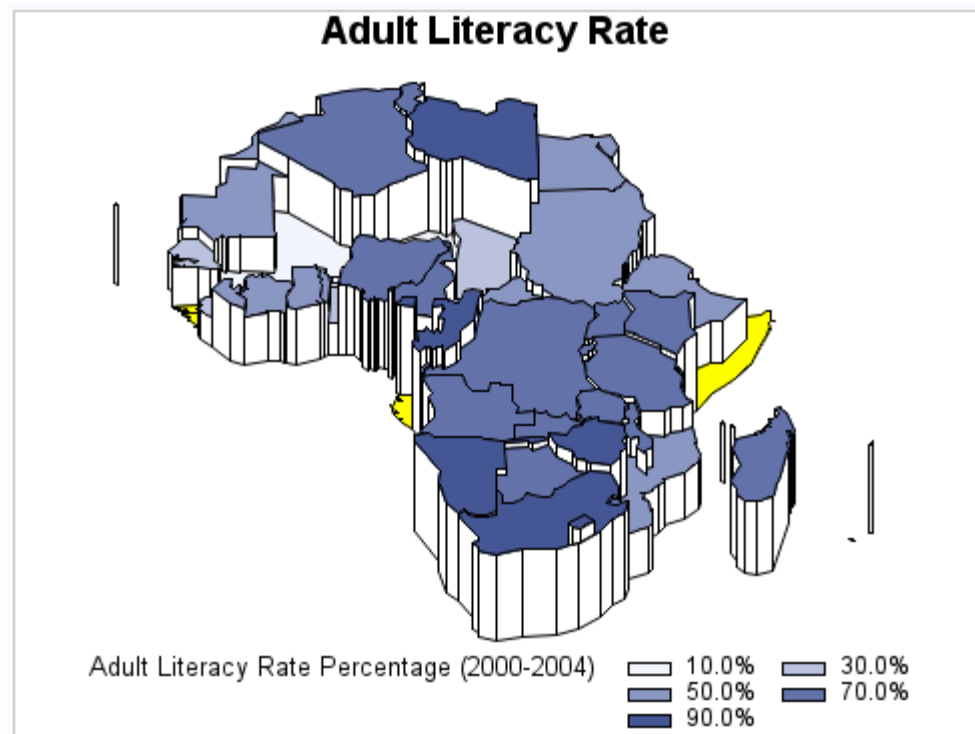 Adult Literacy Rate
Adult Literacy Rate Percentage (2000-2004) 10.0% 30.0%
50.0% 70.0%
90.0%